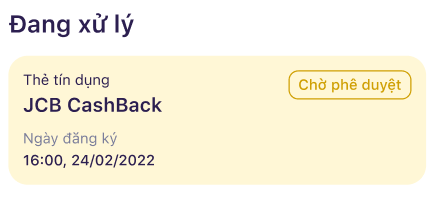 Đang xử lý
Thẻ tín dụng
Chờ phê duyệt
JCB CashBack
Ngày đăng ký
16:00, 24/02/2022